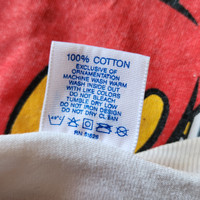 100% COTTON
EXCLUSIVE OF
ORNAMENTATION
MACHINE WASH WARM
WASH INSIDE OUT
WITH LIKE COLORS
DO NOT BLEACH
TUMBLE DRY LOW
DO NOT IRON DESIGN
DO NOT DRY CLEAN